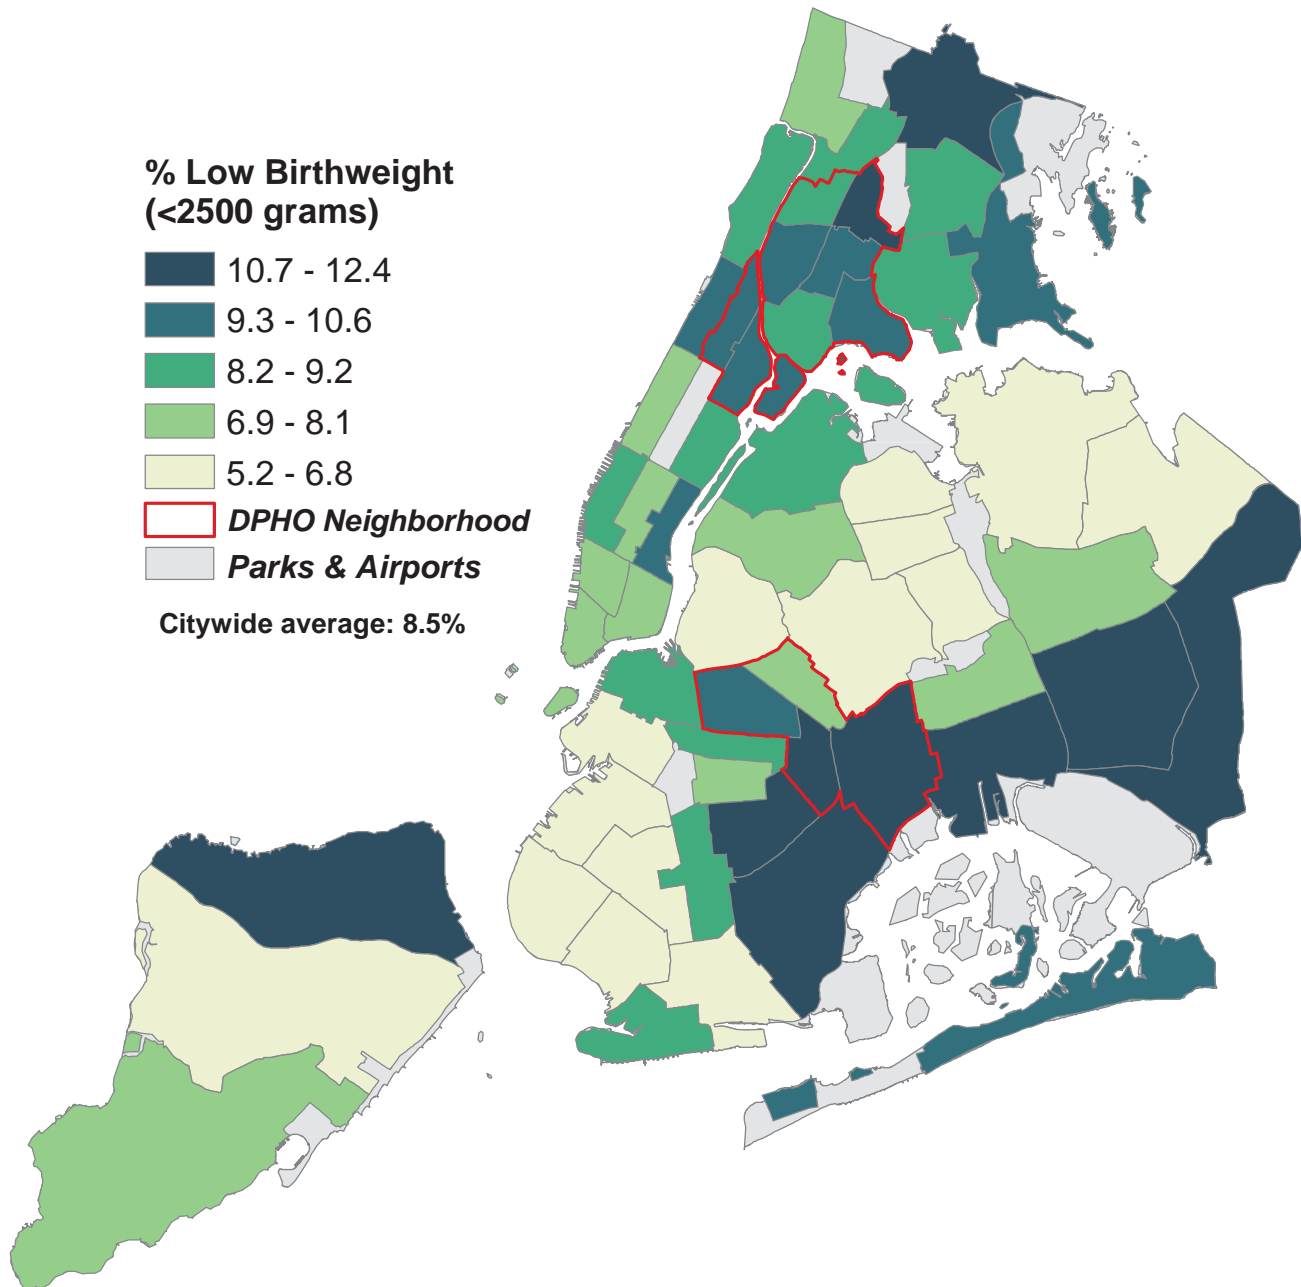 % Low Birthweight
(<2500 grams)
10.7 - 12.4
9.3 - 10.6
8.2 - 9.2
6.9 - 8.1
5.2 - 6.8
DPHO Neighborhood
Parks & Airports
Citywide average: 8.5%